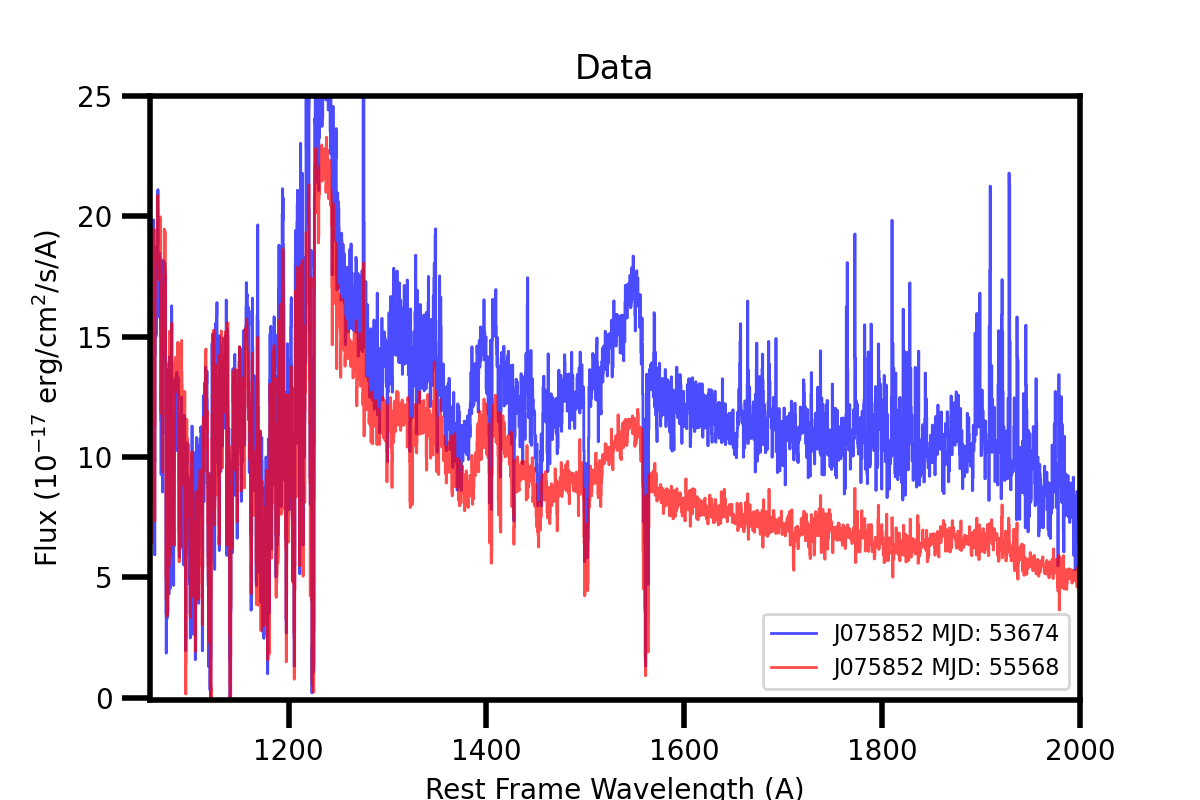 Data
Flux (10⁻¹⁷ erg/cm²/s/A)
25
20
15
10
5
0
1200
1400
1600
1800
2000
Rest Frame Wavelength (A)
J075852 MJD: 53674
J075852 MJD: 55568